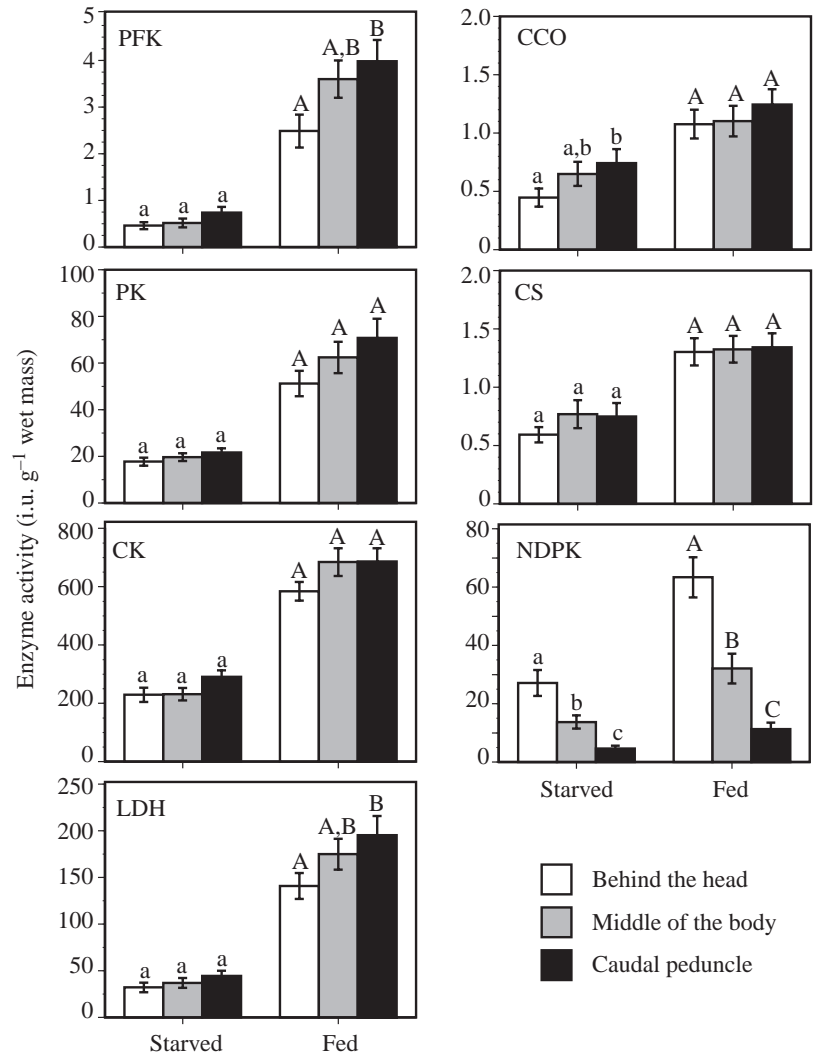 Enzyme activity (i.u. g⁻¹ wet mass)
PFK
5
4
3
2
1
0
a a a
A A,B B
PK
100
80
60
40
20
0
a a a
A A A
CK
800
600
400
200
0
a a a
A A A
LDH
250
200
150
100
50
0
a a a
A A,B B
Starved Fed
CCO
2.0
1.5
1.0
0.5
0
a a,b b
A A A
CS
2.0
1.5
1.0
0.5
0
a a a
A A A
NDPK
80
60
40
20
0
a b c
A B C
Starved Fed
Behind the head
Middle of the body
Caudal peduncle